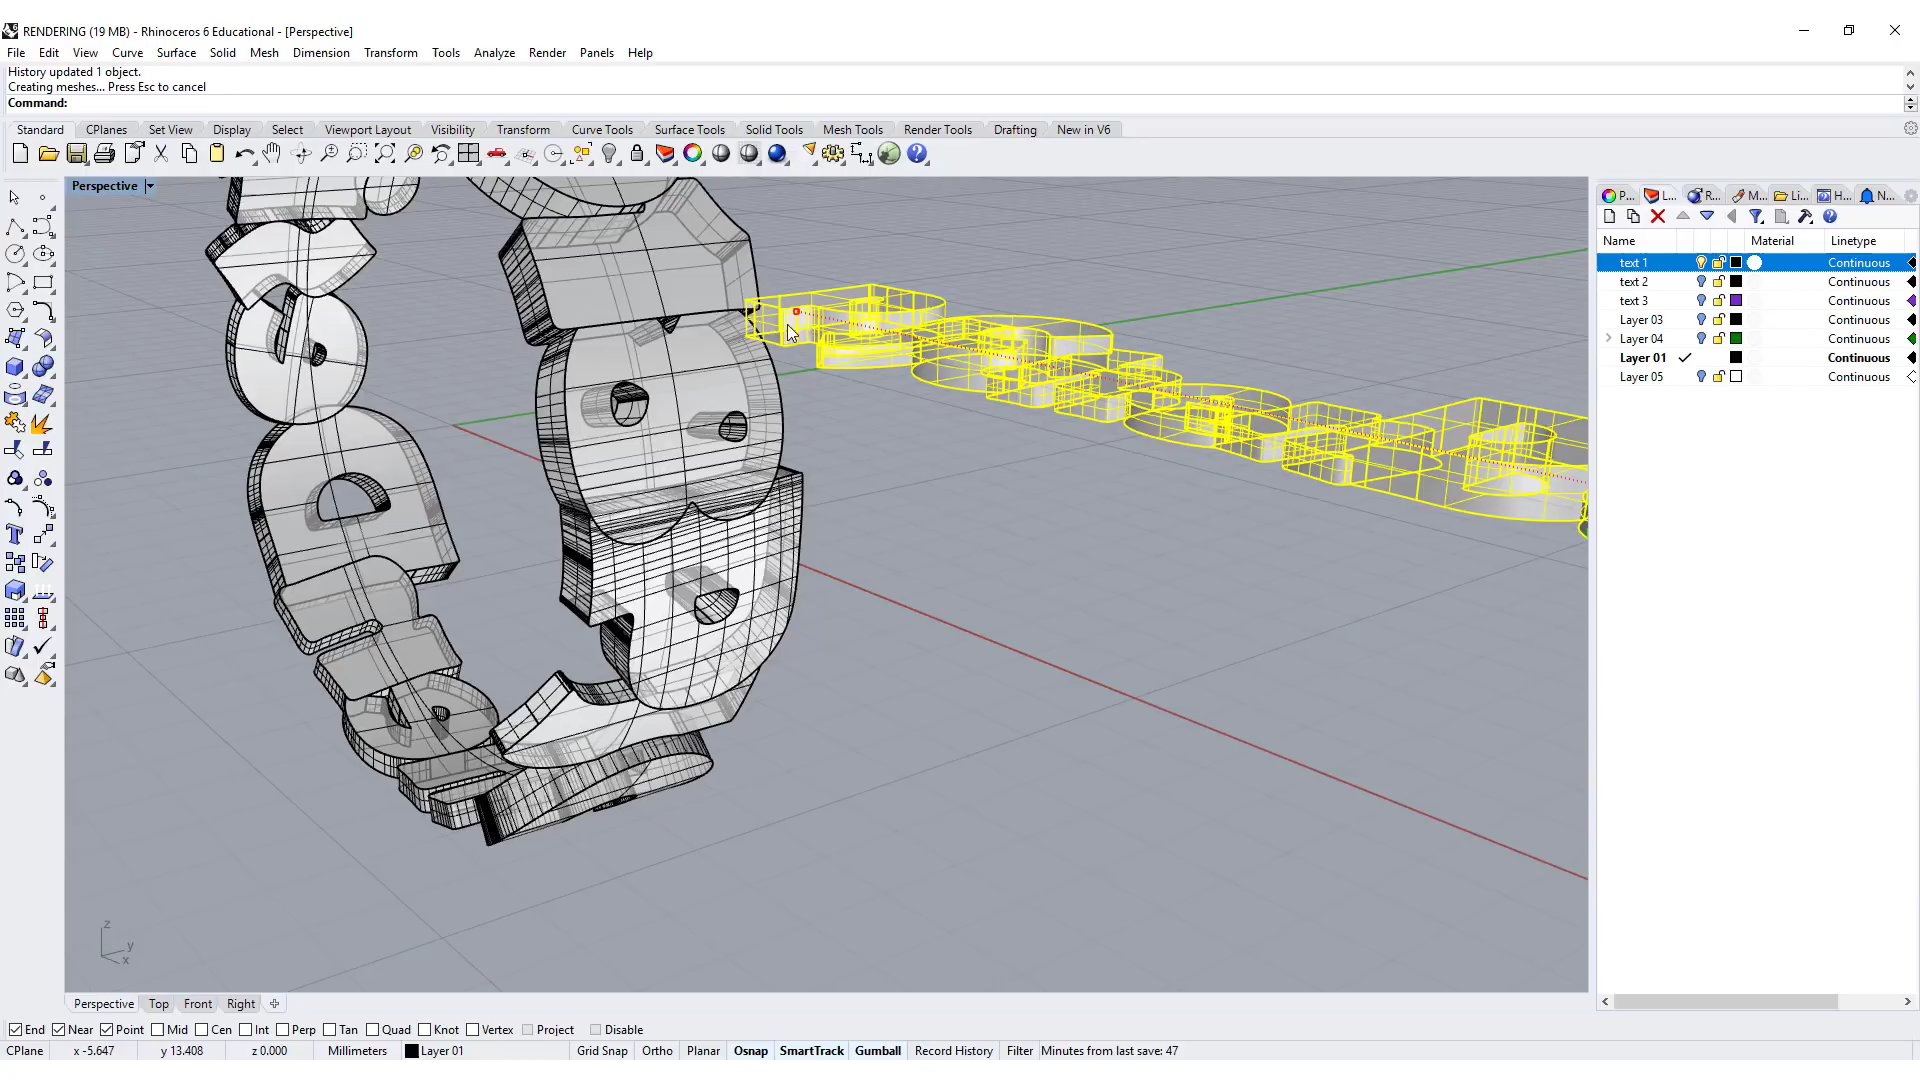 RENDERING (19 MB) - Rhinoceros 6 Educational - [Perspective]
File Edit View Curve Surface Solid Mesh Dimension Transform Tools Analyze Render Panels Help
History updated 1 object.
Creating meshes... Press Esc to cancel
Command:
Standard CPlanes Set View Display Select Viewport Layout Visibility Transform Curve Tools Surface Tools Solid Tools Mesh Tools Render Tools Drafting New in V6
Perspective
P... L... R... M... Li... H... N...
Name Material Linetype
text 1 Continuous
text 2 Continuous
text 3 Continuous
Layer 03 Continuous
Layer 04 Continuous
Layer 01 Continuous
Layer 05 Continuous
z
y
x
Perspective Top Front Right
End Near Point Mid Cen Int Perp Tan Quad Knot Vertex Project Disable
CPlane x -5.647 y 13.408 z 0.000 Millimeters Layer 01 Grid Snap Ortho Planar Osnap SmartTrack Gumball Record History Filter Minutes from last save: 47